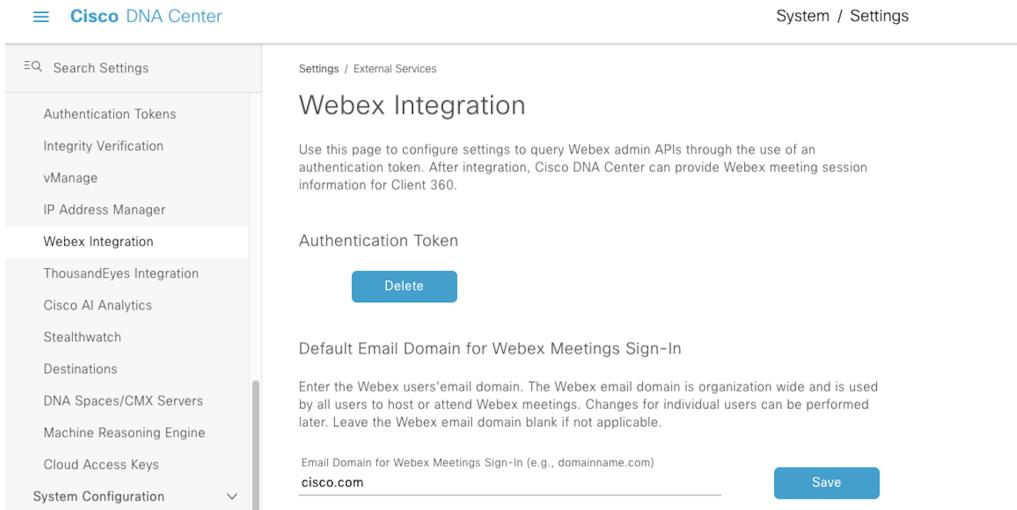 Cisco DNA Center
System / Settings
Search Settings
Authentication Tokens
Integrity Verification
vManage
IP Address Manager
Webex Integration
ThousandEyes Integration
Cisco AI Analytics
Stealthwatch
Destinations
DNA Spaces/CMX Servers
Machine Reasoning Engine
Cloud Access Keys
System Configuration
Settings / External Services
Webex Integration
Use this page to configure settings to query Webex admin APIs through the use of an
authentication token. After integration, Cisco DNA Center can provide Webex meeting session
information for Client 360.
Authentication Token
Delete
Default Email Domain for Webex Meetings Sign-In
Enter the Webex users'email domain. The Webex email domain is organization wide and is used
by all users to host or attend Webex meetings. Changes for individual users can be performed
later. Leave the Webex email domain blank if not applicable.
Email Domain for Webex Meetings Sign-In (e.g., domainname.com)
cisco.com
Save